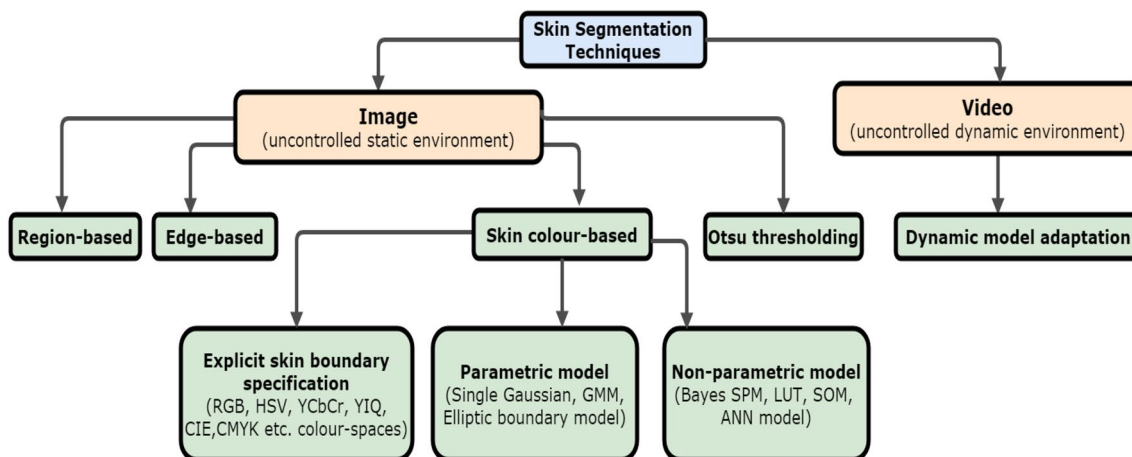 Skin Segmentation
Techniques
Image
(uncontrolled static environment)
Video
(uncontrolled dynamic environment)
Region-based
Edge-based
Skin colour-based
Otsu thresholding
Dynamic model adaptation
Explicit skin boundary
specification
(RGB, HSV, YCbCr, YIQ,
CIE,CMYK etc. colour-spaces)
Parametric model
(Single Gaussian, GMM,
Elliptic boundary model)
Non-parametric model
(Bayes SPM, LUT, SOM,
ANN model)